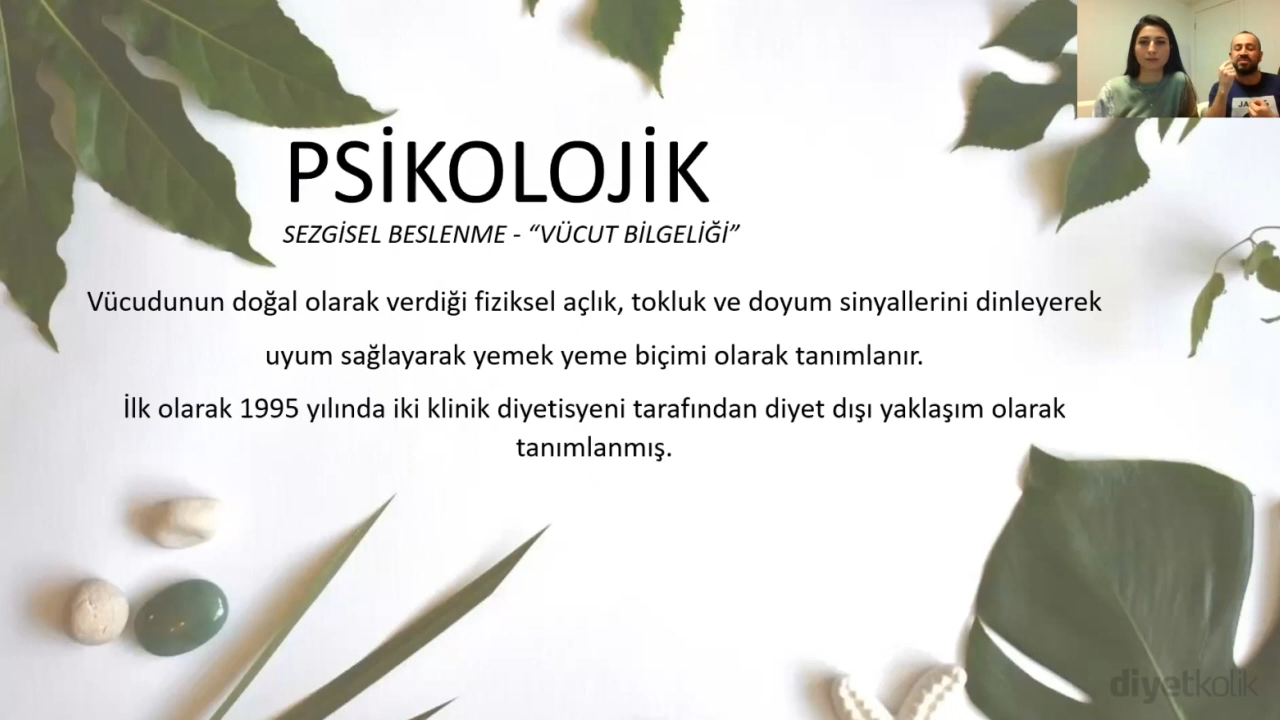 PSİKOLOJİK
SEZGİSEL BESLENME - “VÜCUT BİLGELİĞİ”
Vücudunun doğal olarak verdiği fiziksel açlık, tokluk ve doyum sinyallerini dinleyerek
uyum sağlayarak yemek yeme biçimi olarak tanımlanır.
İlk olarak 1995 yılında iki klinik diyetisyeni tarafından diyet dışı yaklaşım olarak
tanımlanmış.
diyetkolik